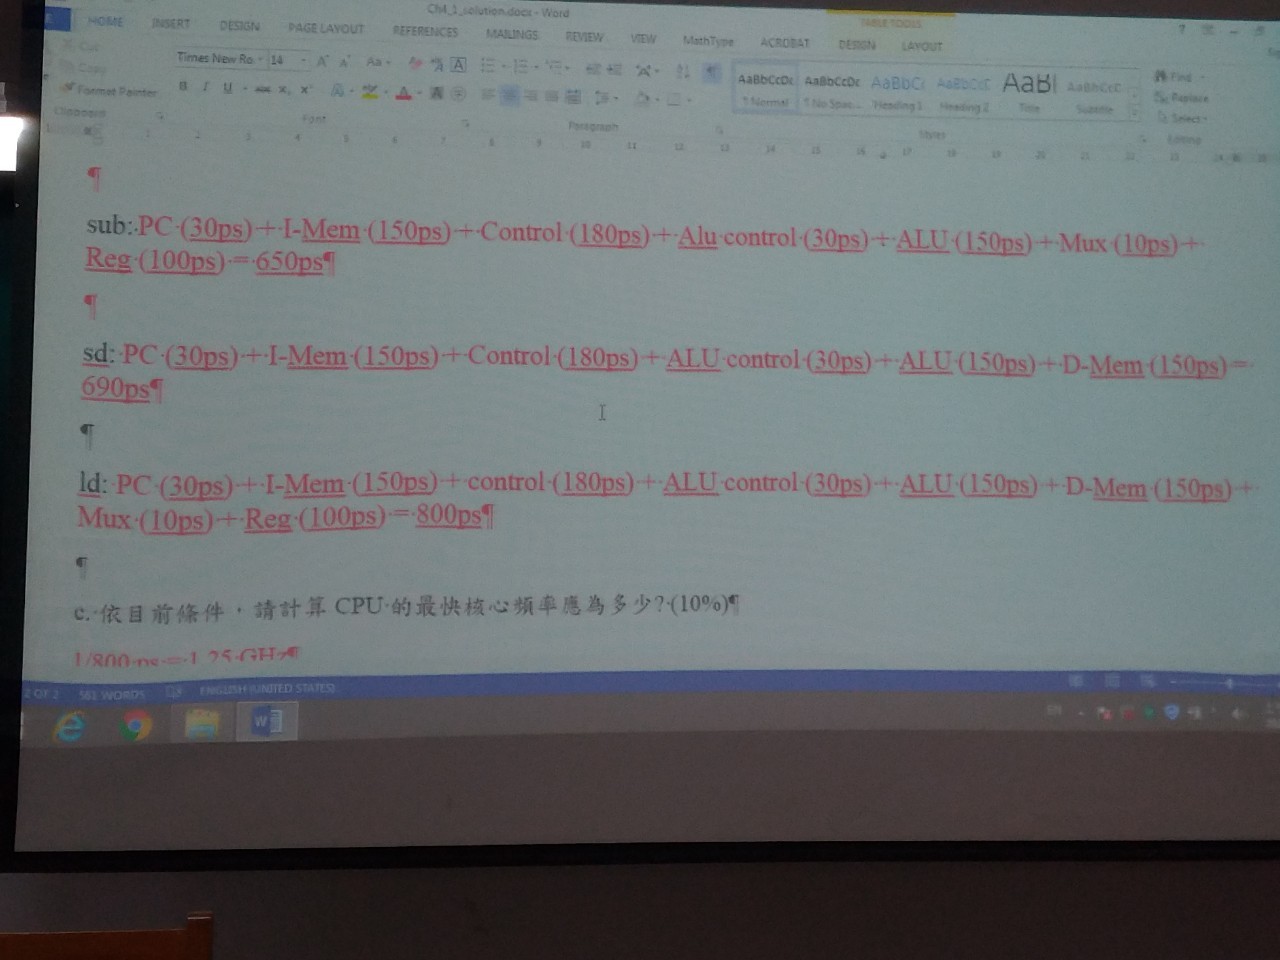 Ch4_1_solution.docx - Word
TABLE TOOLS
HOME INSERT DESIGN PAGE LAYOUT REFERENCES MAILINGS REVIEW VIEW MathType ACROBAT DESIGN LAYOUT
Cut
Copy
Format Painter
Clipboard
Times New Ro 14
Font
Paragraph
AaBbCcDc AaBbCcDc AaBbC AaBbCcC AaBl AaBbCcC
¶ Normal ¶ No Spac... Heading 1 Heading 2 Title Subtitle
Styles
Find
Replace
Select
Editing
¶
sub: PC (30ps) + I-Mem (150ps) + Control (180ps) + Alu control (30ps) + ALU (150ps) + Mux (10ps) +
Reg (100ps) = 650ps¶
¶
sd: PC (30ps) + I-Mem (150ps) + Control (180ps) + ALU control (30ps) + ALU (150ps) + D-Mem (150ps) =
690ps¶
¶
ld: PC (30ps) + I-Mem (150ps) + control (180ps) + ALU control (30ps) + ALU (150ps) + D-Mem (150ps) +
Mux (10ps) + Reg (100ps) = 800ps¶
¶
c. 依目前條件，請計算 CPU 的最快核心頻率應為多少? (10%)¶
1/800 ps = 1.25 GHz¶
2 OF 2 581 WORDS ENGLISH (UNITED STATES)
EN